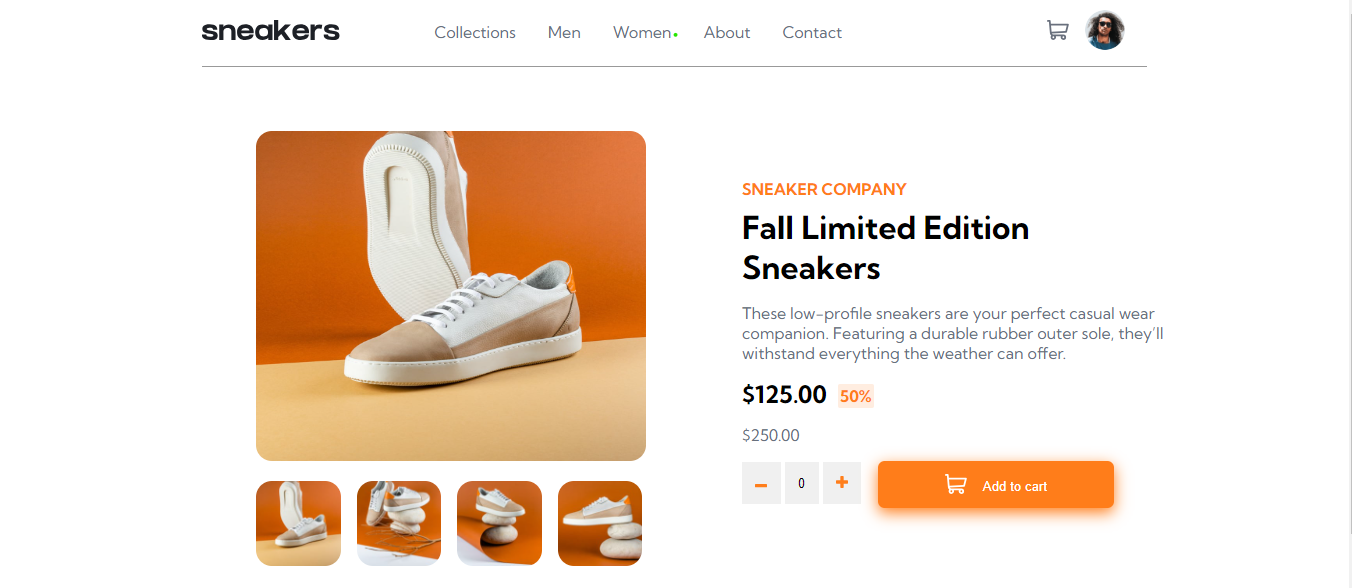 sneakers
Collections Men Women About Contact
SNEAKER COMPANY
Fall Limited Edition
Sneakers
These low-profile sneakers are your perfect casual wear
companion. Featuring a durable rubber outer sole, they’ll
withstand everything the weather can offer.
$125.00 50%
$250.00
– 0 + Add to cart